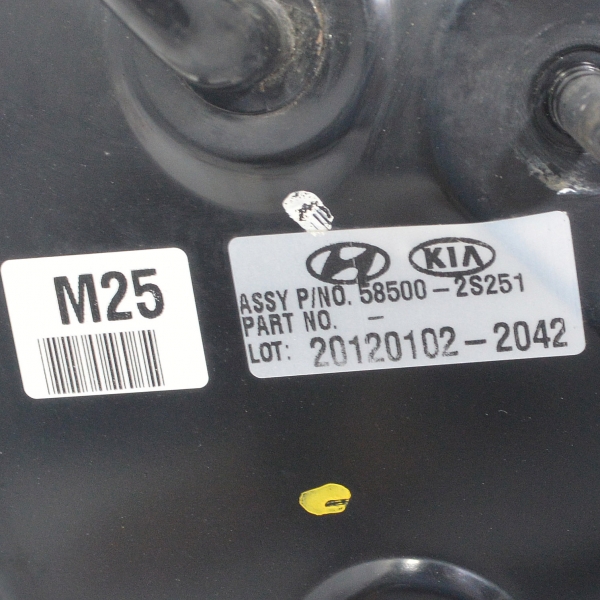 M25
H KIA
ASSY P/NO. 58500-2S251
PART NO. -
LOT: 20120102-2042